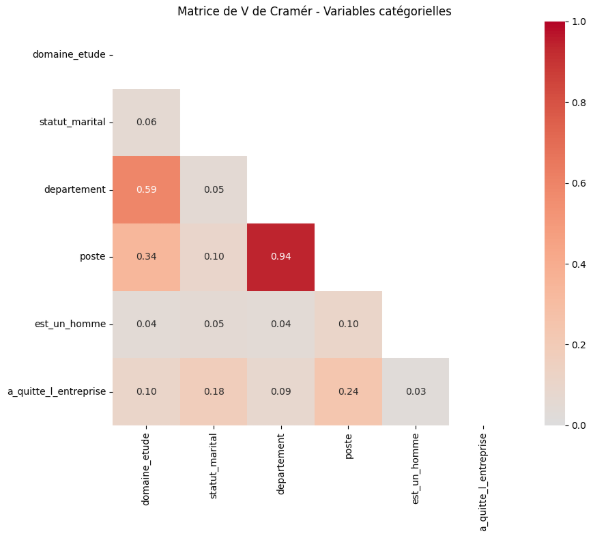 Matrice de V de Cramér - Variables catégorielles
domaine_etude
statut_marital 0.06
departement 0.59 0.05
poste 0.34 0.10 0.94
est_un_homme 0.04 0.05 0.04 0.10
a_quitte_l_entreprise 0.10 0.18 0.09 0.24 0.03
domaine_etude
statut_marital
departement
poste
est_un_homme
a_quitte_l_entreprise
1.0
0.8
0.6
0.4
0.2
0.0